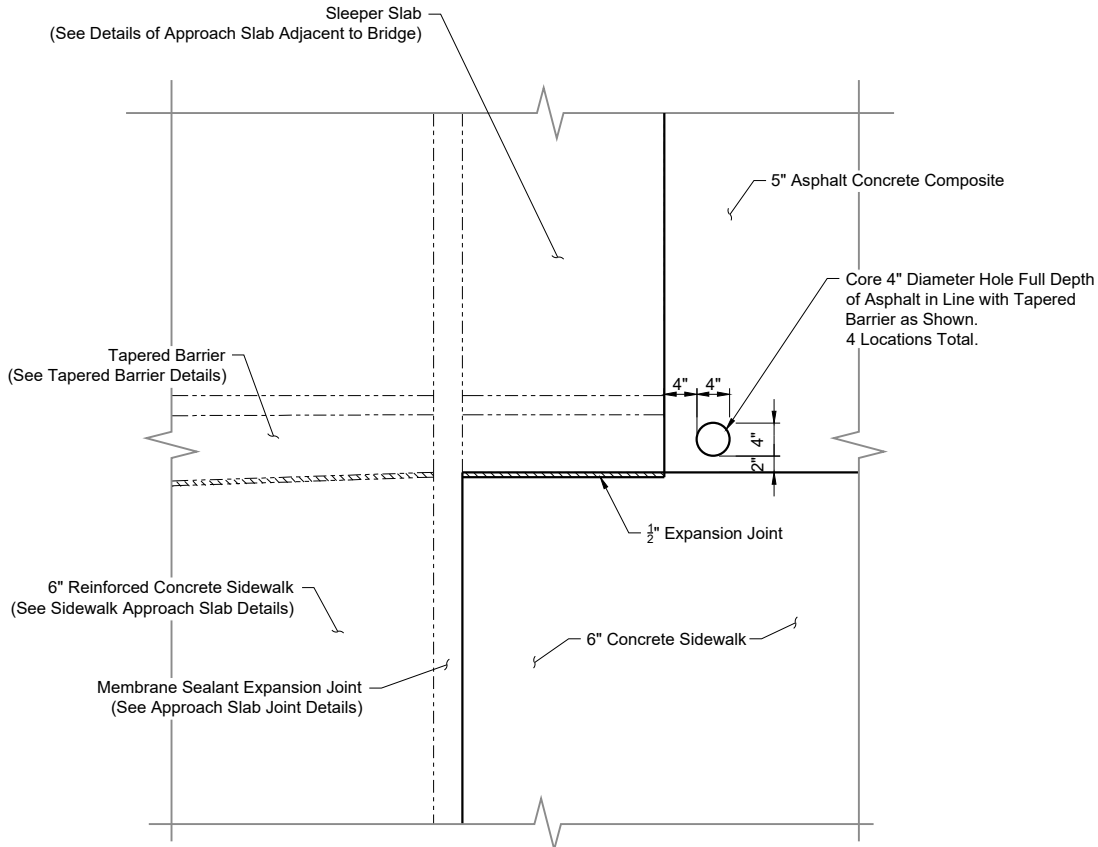 Sleeper Slab
(See Details of Approach Slab Adjacent to Bridge)
5" Asphalt Concrete Composite
Core 4" Diameter Hole Full Depth
of Asphalt in Line with Tapered
Barrier as Shown.
4 Locations Total.
Tapered Barrier
(See Tapered Barrier Details)
4" 4"
4"
2"
1/2" Expansion Joint
6" Reinforced Concrete Sidewalk
(See Sidewalk Approach Slab Details)
6" Concrete Sidewalk
Membrane Sealant Expansion Joint
(See Approach Slab Joint Details)